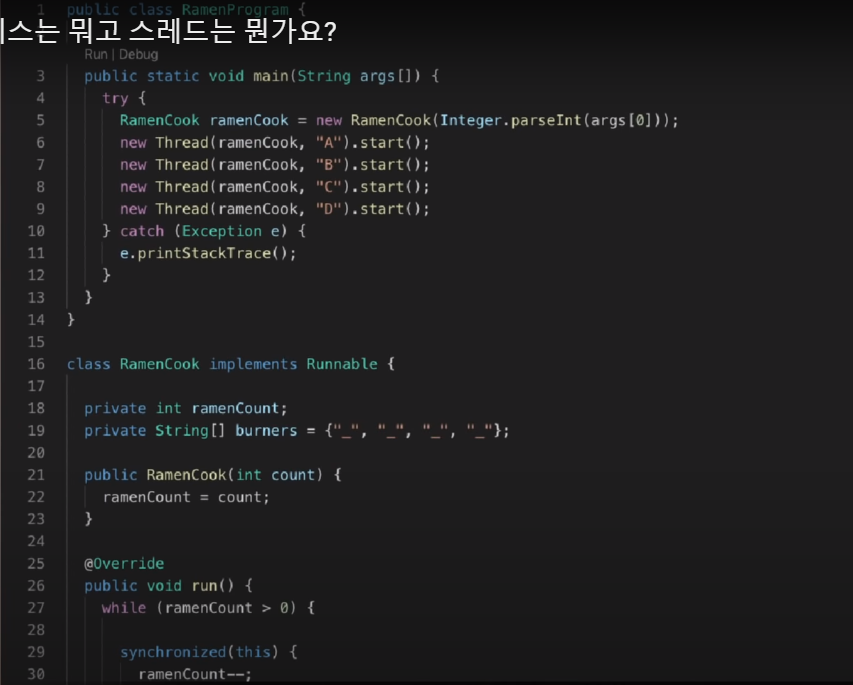 1 public class RamenProgram {
스는 뭐고 스레드는 뭔가요?
Run | Debug
3 public static void main(String args[]) {
4 try {
5 RamenCook ramenCook = new RamenCook(Integer.parseInt(args[0]));
6 new Thread(ramenCook, "A").start();
7 new Thread(ramenCook, "B").start();
8 new Thread(ramenCook, "C").start();
9 new Thread(ramenCook, "D").start();
10 } catch (Exception e) {
11 e.printStackTrace();
12 }
13 }
14 }
15
16 class RamenCook implements Runnable {
17
18 private int ramenCount;
19 private String[] burners = {"_", "_", "_", "_"};
20
21 public RamenCook(int count) {
22 ramenCount = count;
23 }
24
25 @Override
26 public void run() {
27 while (ramenCount > 0) {
28
29 synchronized(this) {
30 ramenCount--;